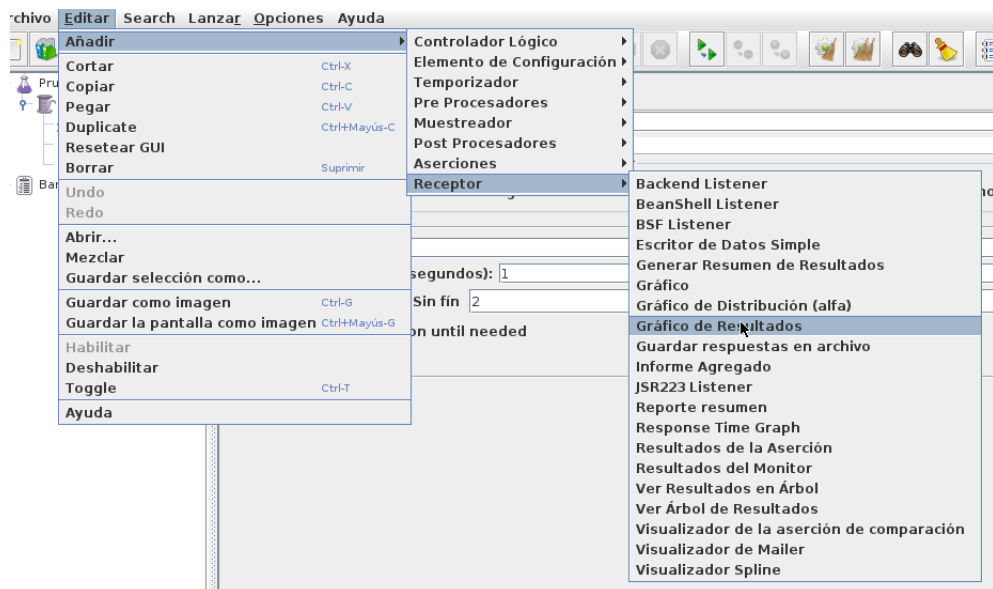 rchivo Editar Search Lanzar Opciones Ayuda
Añadir
Cortar Ctrl-X
Copiar Ctrl-C
Pegar Ctrl-V
Duplicate Ctrl+Mayús-C
Resetear GUI
Borrar Suprimir
Undo
Redo
Abrir...
Mezclar
Guardar selección como...
Guardar como imagen Ctrl-G
Guardar la pantalla como imagen Ctrl+Mayús-G
Habilitar
Deshabilitar
Toggle Ctrl-T
Ayuda
Controlador Lógico
Elemento de Configuración
Temporizador
Pre Procesadores
Muestreador
Post Procesadores
Aserciones
Receptor
Backend Listener
BeanShell Listener
BSF Listener
Escritor de Datos Simple
Generar Resumen de Resultados
Gráfico
Gráfico de Distribución (alfa)
Gráfico de Resultados
Guardar respuestas en archivo
Informe Agregado
JSR223 Listener
Reporte resumen
Response Time Graph
Resultados de la Aserción
Resultados del Monitor
Ver Resultados en Árbol
Ver Árbol de Resultados
Visualizador de la aserción de comparación
Visualizador de Mailer
Visualizador Spline
Pru
Bar
segundos): 1
Sin fín 2
on until needed